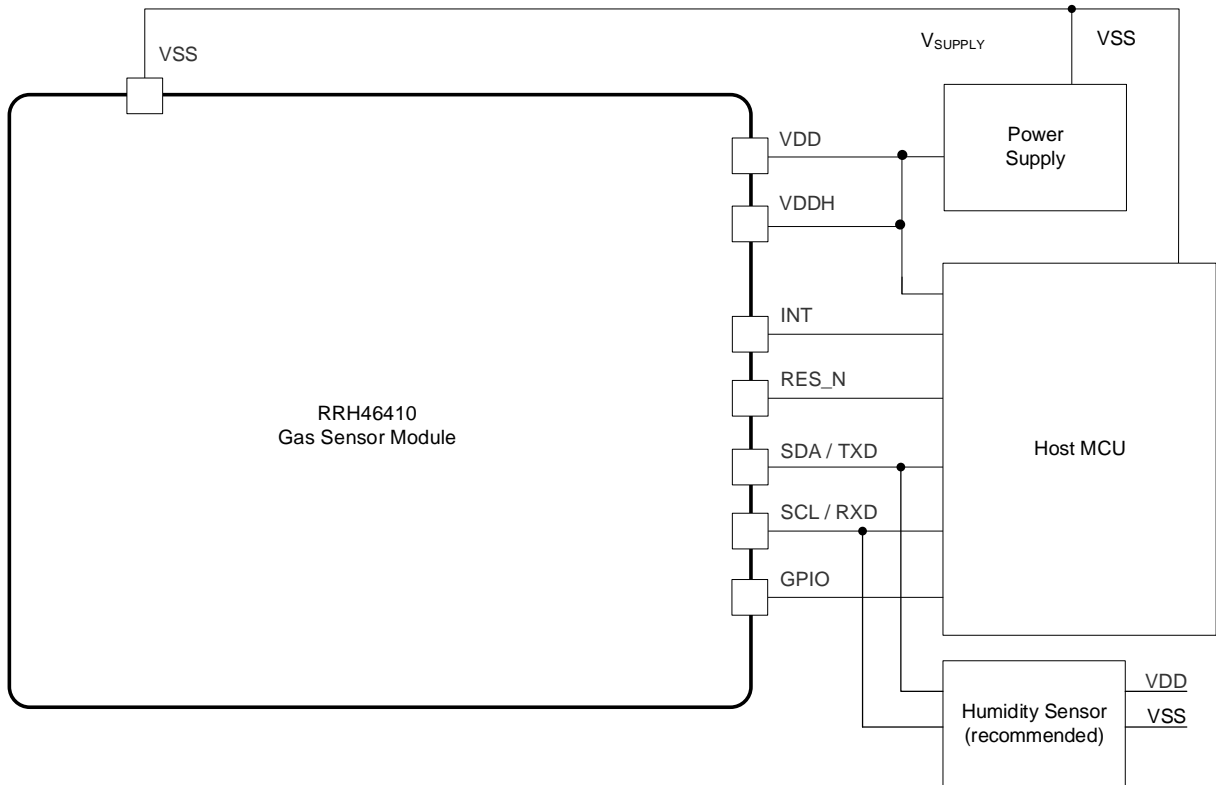 VSS
V_SUPPLY
VSS
VDD
Power
Supply
VDDH
INT
RES_N
RRH46410
Gas Sensor Module
SDA / TXD
Host MCU
SCL / RXD
GPIO
Humidity Sensor
(recommended)
VDD
VSS